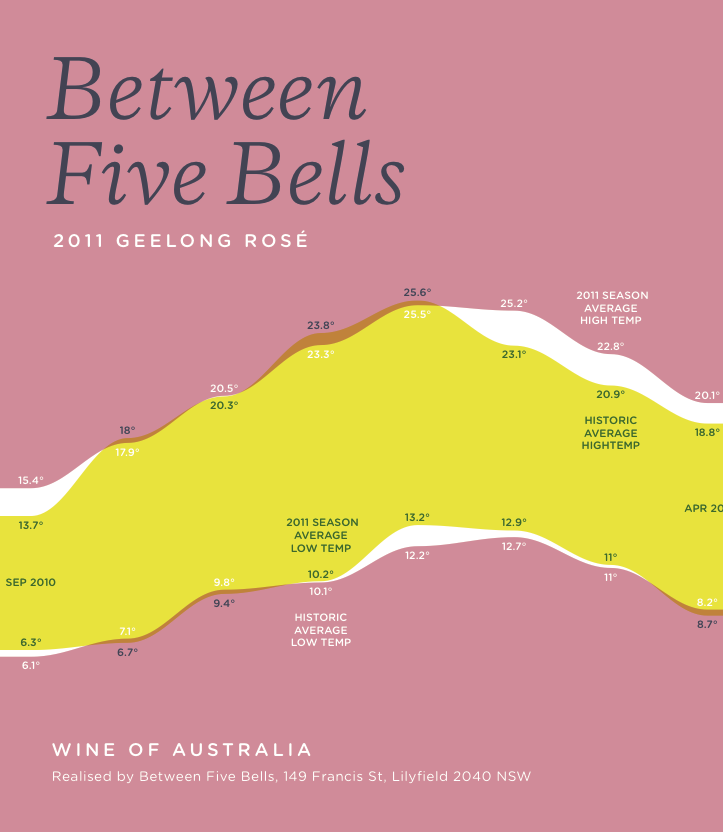 Between
Five Bells
2011 GEELONG ROSÉ
25.6°
25.5°
25.2°
23.1°
2011 SEASON
AVERAGE
HIGH TEMP
23.8°
23.3°
22.8°
20.9°
20.5°
20.3°
20.1°
18.8°
HISTORIC
AVERAGE
HIGHTEMP
18°
17.9°
15.4°
13.7°
APR 20
2011 SEASON
AVERAGE
LOW TEMP
13.2°
12.2°
12.9°
12.7°
SEP 2010
10.2°
10.1°
11°
11°
9.8°
9.4°
8.2°
8.7°
HISTORIC
AVERAGE
LOW TEMP
7.1°
6.7°
6.3°
6.1°
WINE OF AUSTRALIA
Realised by Between Five Bells, 149 Francis St, Lilyfield 2040 NSW